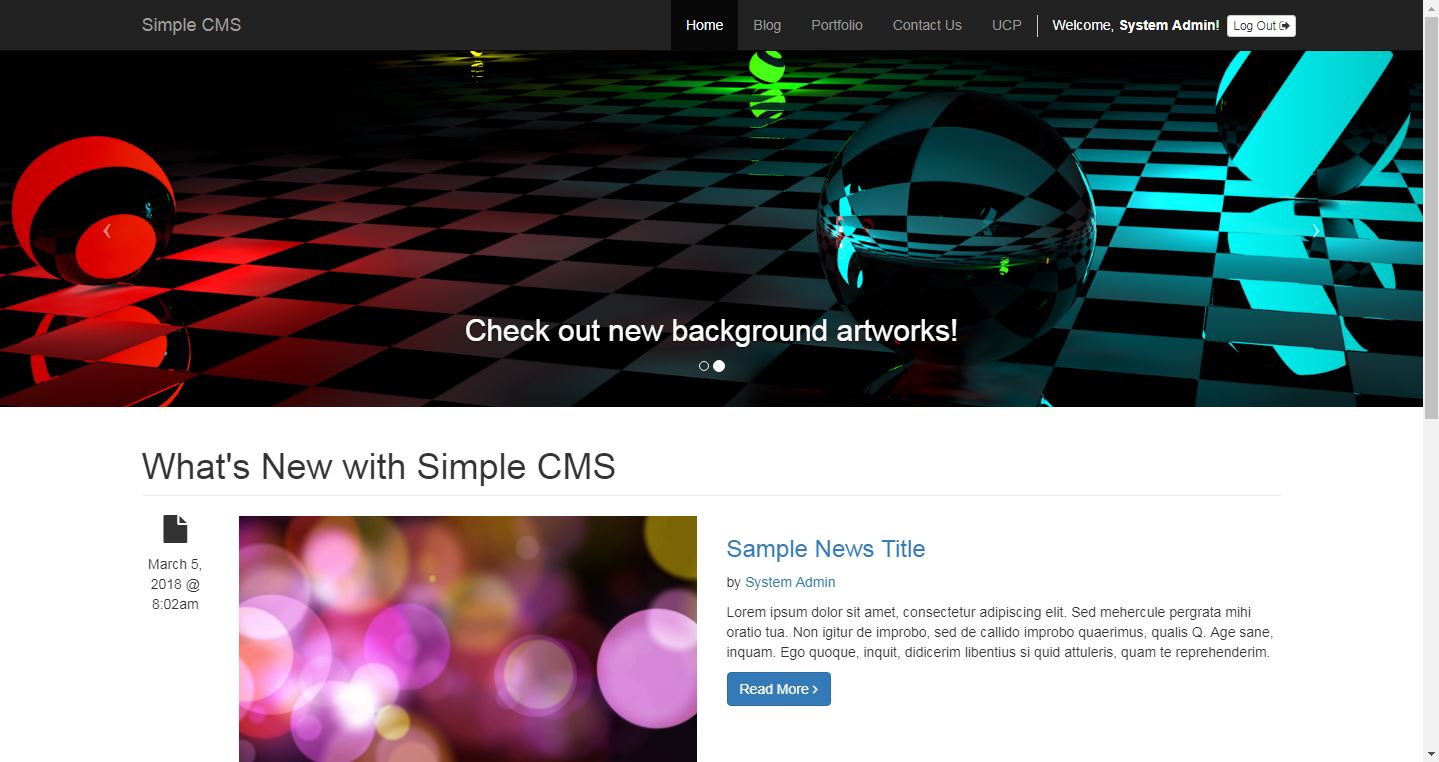 Simple CMS
Home
Blog
Portfolio
Contact Us
UCP
Welcome, System Admin!
Log Out
Check out new background artworks!
What's New with Simple CMS
March 5,
2018 @
8:02am
Sample News Title
by System Admin
Lorem ipsum dolor sit amet, consectetur adipiscing elit. Sed mehercule pergrata mihi
oratio tua. Non igitur de improbo, sed de callido improbo quaerimus, qualis Q. Age sane,
inquam. Ego quoque, inquit, didicerim libentius si quid attuleris, quam te reprehenderim.
Read More